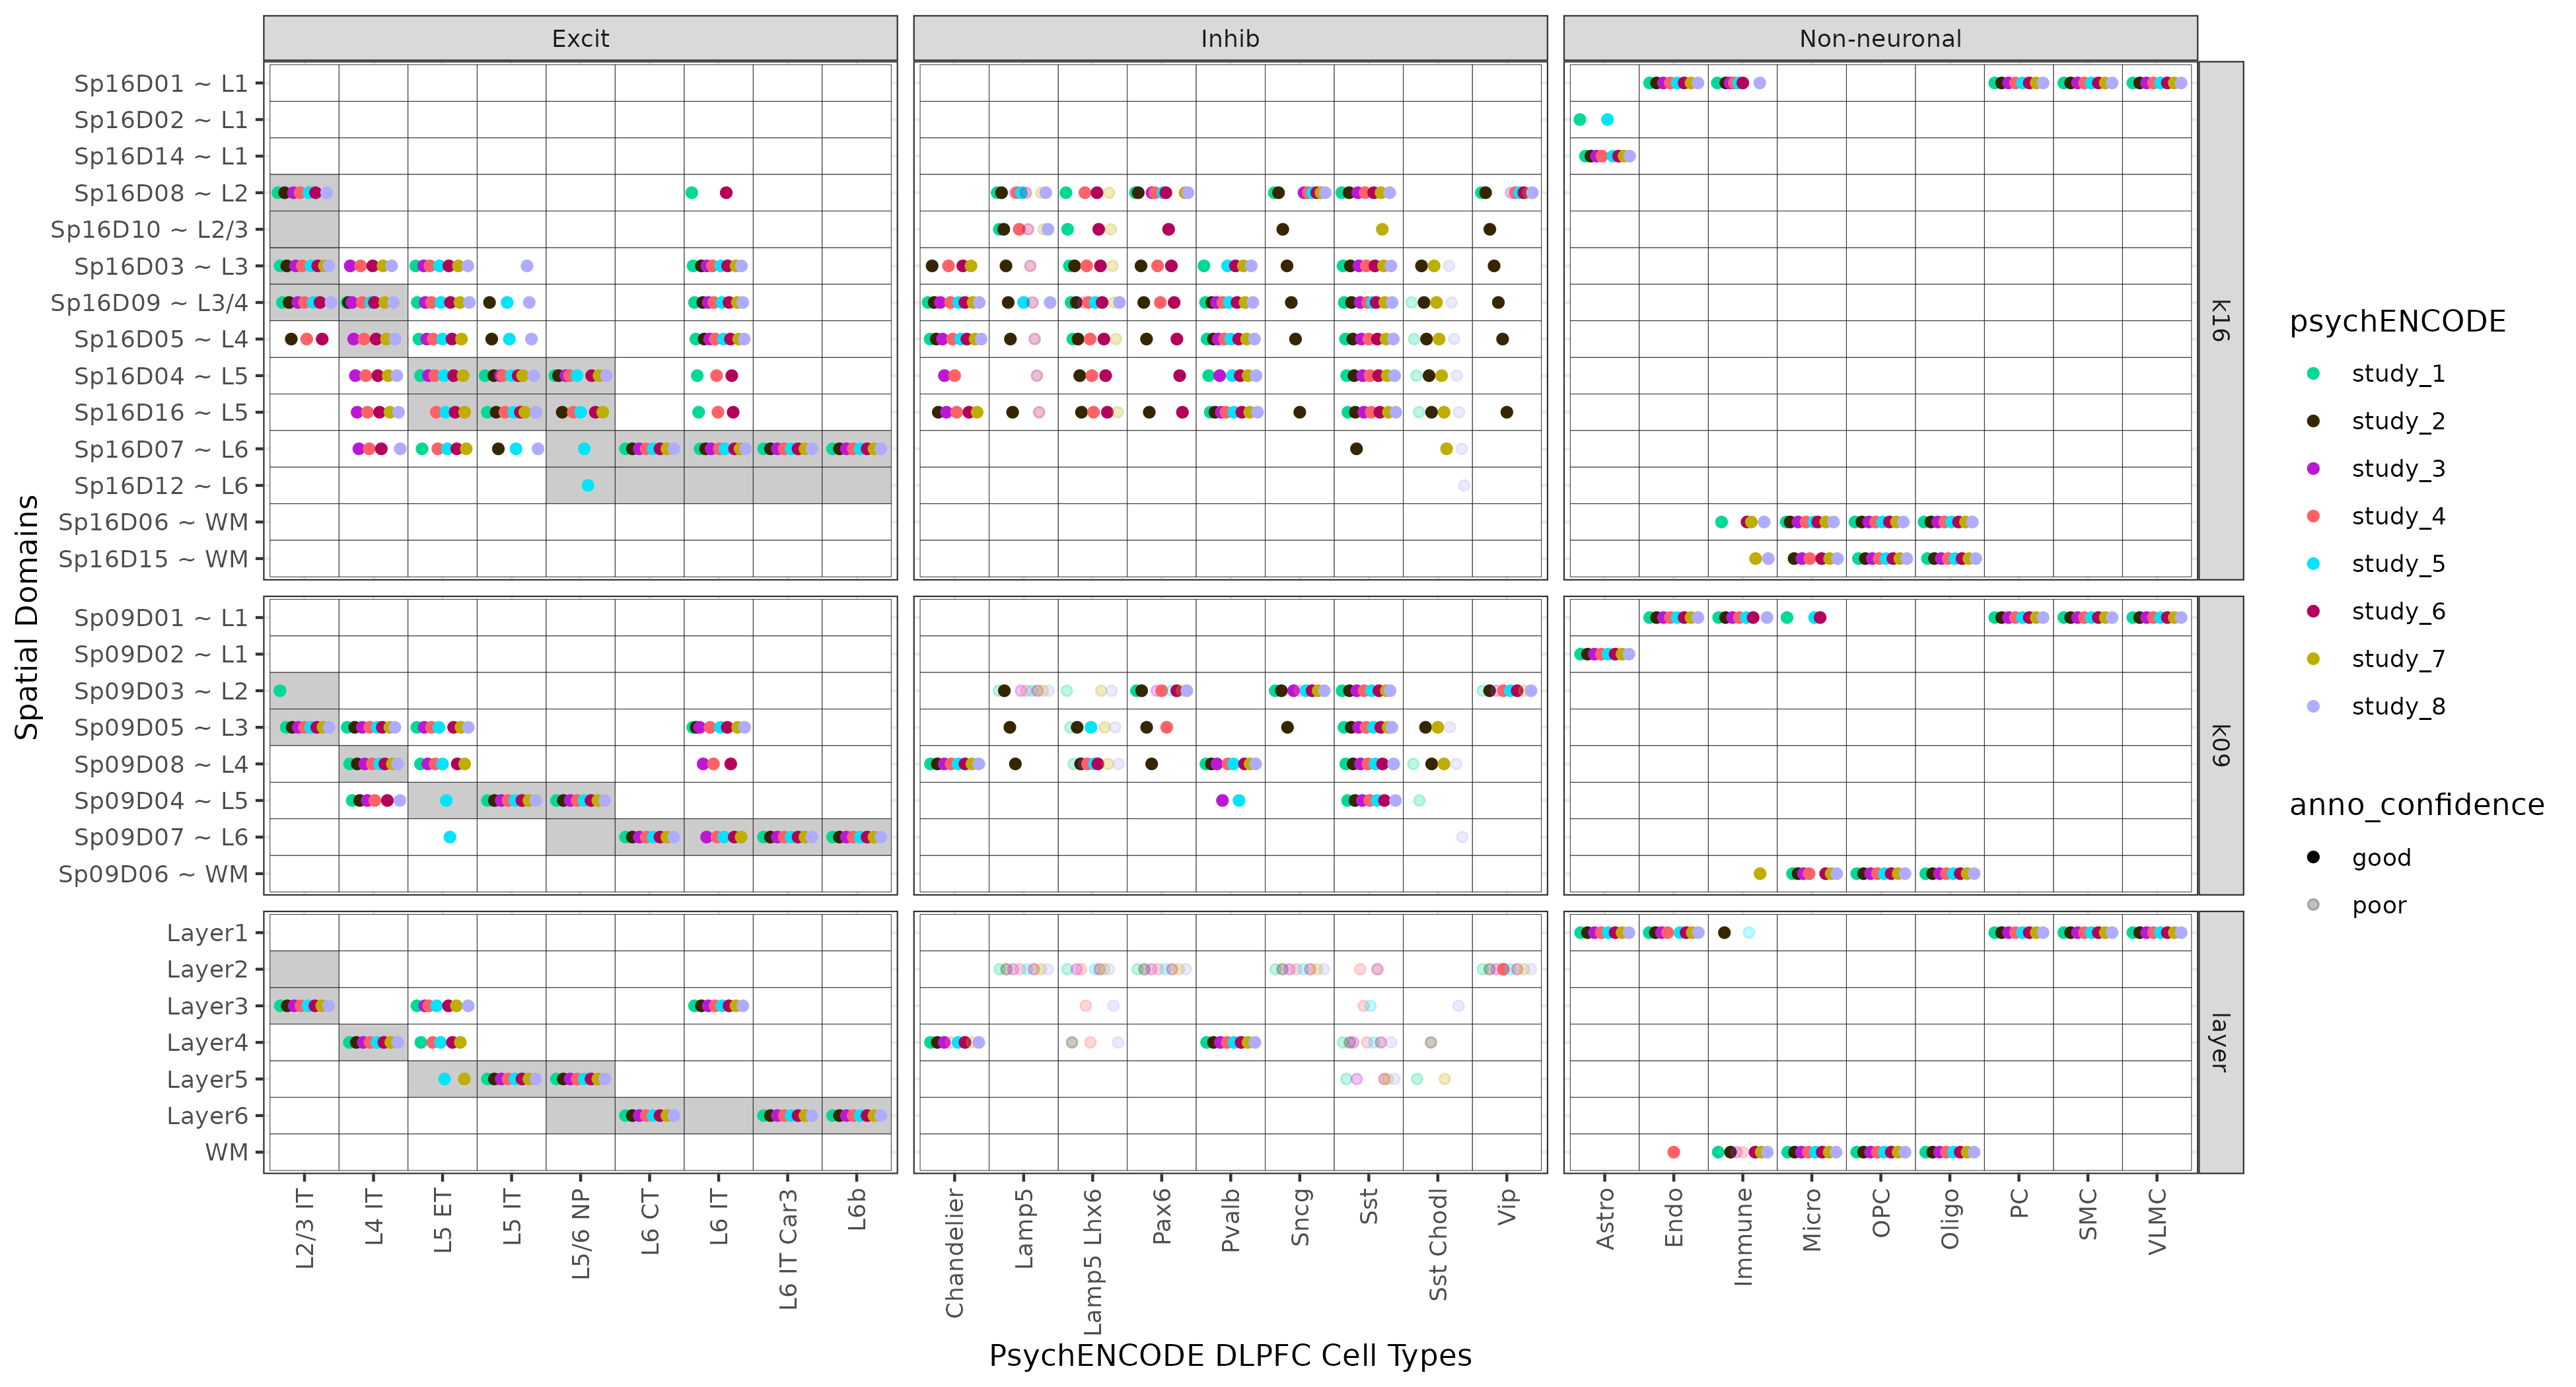 Excit
Inhib
Non-neuronal
Spatial Domains
Sp16D01 ~ L1
Sp16D02 ~ L1
Sp16D14 ~ L1
Sp16D08 ~ L2
Sp16D10 ~ L2/3
Sp16D03 ~ L3
Sp16D09 ~ L3/4
Sp16D05 ~ L4
Sp16D04 ~ L5
Sp16D16 ~ L5
Sp16D07 ~ L6
Sp16D12 ~ L6
Sp16D06 ~ WM
Sp16D15 ~ WM
k16
Sp09D01 ~ L1
Sp09D02 ~ L1
Sp09D03 ~ L2
Sp09D05 ~ L3
Sp09D08 ~ L4
Sp09D04 ~ L5
Sp09D07 ~ L6
Sp09D06 ~ WM
k09
Layer1
Layer2
Layer3
Layer4
Layer5
Layer6
WM
layer
L2/3 IT
L4 IT
L5 ET
L5 IT
L5/6 NP
L6 CT
L6 IT
L6 IT Car3
L6b
Chandelier
Lamp5
Lamp5 Lhx6
Pax6
Pvalb
Sncg
Sst
Sst Chodl
Vip
Astro
Endo
Immune
Micro
OPC
Oligo
PC
SMC
VLMC
PsychENCODE DLPFC Cell Types
psychENCODE
study_1
study_2
study_3
study_4
study_5
study_6
study_7
study_8
anno_confidence
good
poor